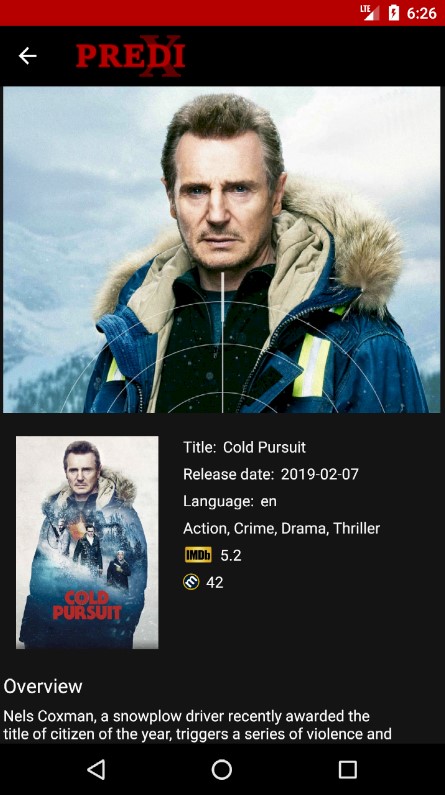 LTE 6:26
PREDIX
Title: Cold Pursuit
Release date: 2019-02-07
Language: en
Action, Crime, Drama, Thriller
IMDb 5.2
42
COLD
PURSUIT
Overview
Nels Coxman, a snowplow driver recently awarded the
title of citizen of the year, triggers a series of violence and